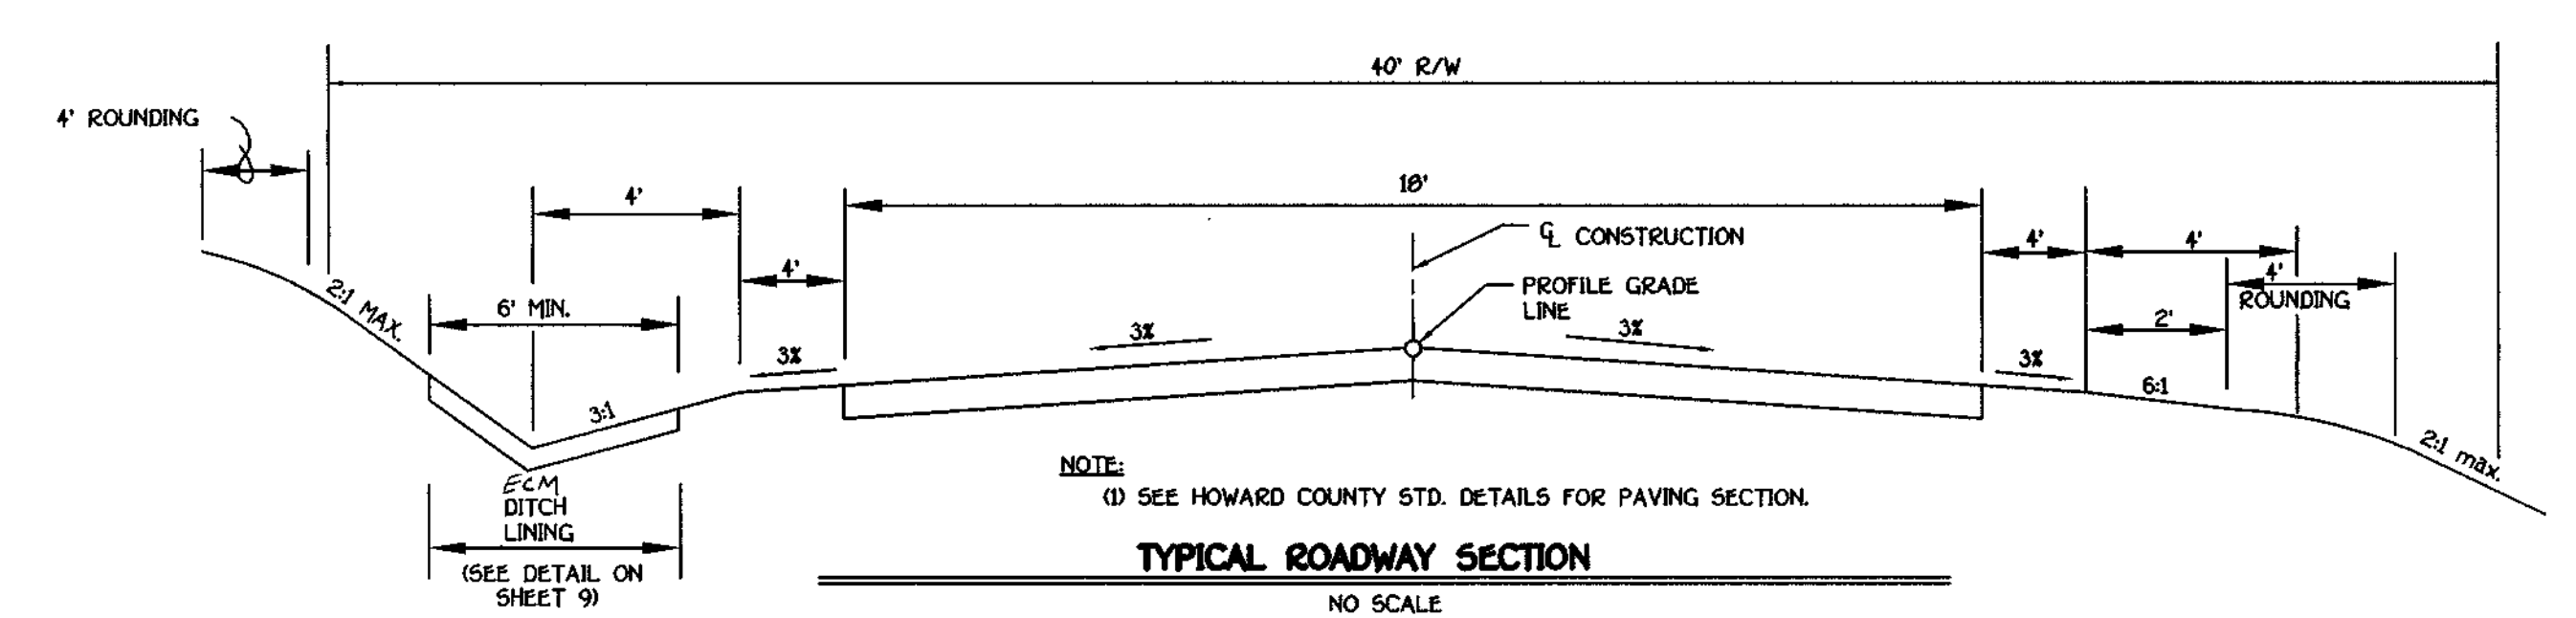 40' R/W
4' ROUNDING
4'
18'
℄ CONSTRUCTION
4'
4'
4'
4'
ROUNDING
PROFILE GRADE
LINE
2:1 MAX.
6' MIN.
2'
3%
3%
3%
3%
6:1
3:1
2:1 max.
NOTE:
(1) SEE HOWARD COUNTY STD. DETAILS FOR PAVING SECTION.
ECM
DITCH
LINING
(SEE DETAIL ON
SHEET 9)
TYPICAL ROADWAY SECTION
NO SCALE